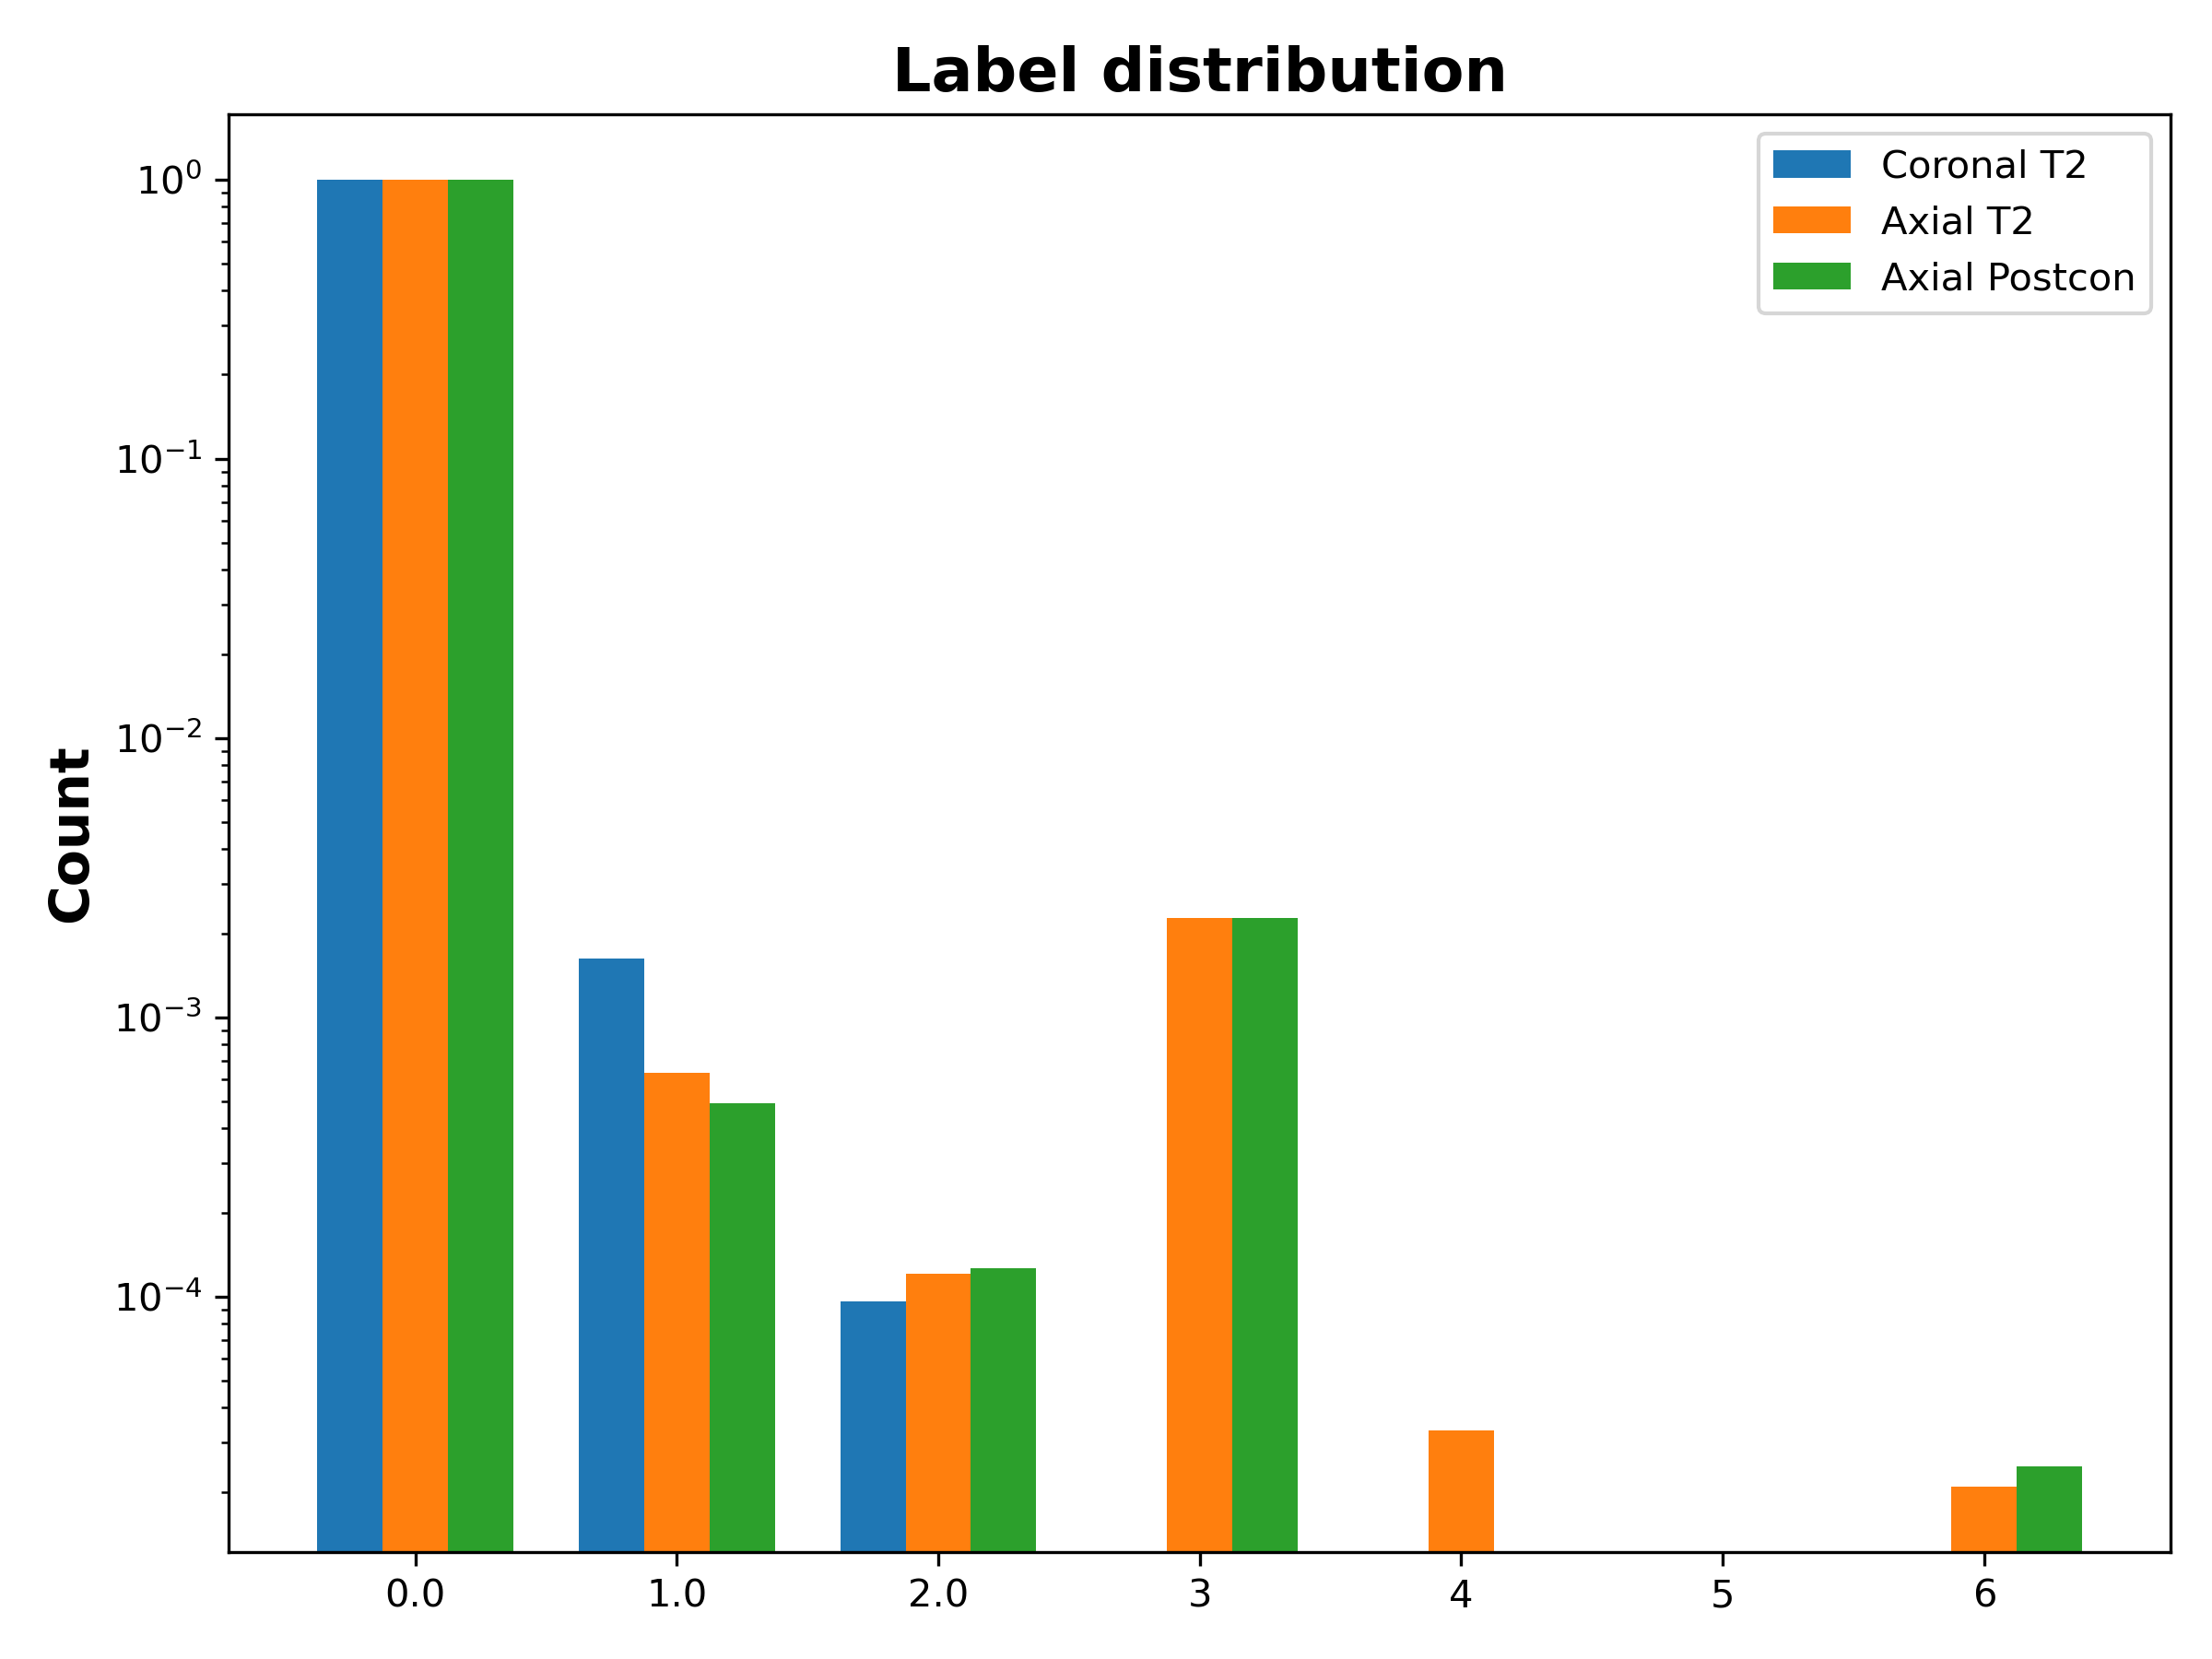 Label distribution
Coronal T2
Axial T2
Axial Postcon
Count
10⁰
10⁻¹
10⁻²
10⁻³
10⁻⁴
0.0 1.0 2.0 3 4 5 6